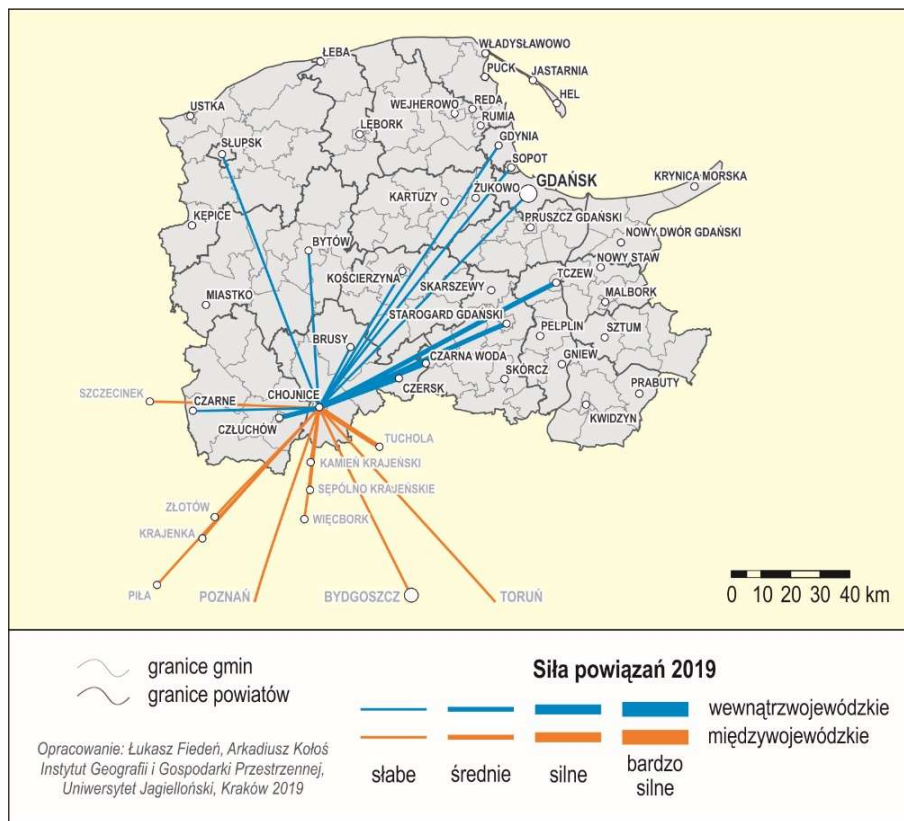 WŁADYSŁAWOWO
ŁEBA
PUCK
JASTARNIA
HEL
REDA
WEJHEROWO
USTKA
RUMIA
LĘBORK
GDYNIA
SŁUPSK
SOPOT
KRYNICA MORSKA
ŻUKOWO
GDAŃSK
KARTUZY
KĘPICE
PRUSZCZ GDAŃSKI
NOWY DWÓR GDAŃSKI
BYTÓW
NOWY STAW
KOŚCIERZYNA
TCZEW
SKARSZEWY
MIASTKO
MALBORK
STAROGARD GDAŃSKI
PELPLIN
SZTUM
BRUSY
CZARNA WODA
GNIEW
SKÓRCZ
CZERSK
PRABUTY
SZCZECINEK
CZARNE
CHOJNICE
KWIDZYN
CZŁUCHÓW
TUCHOLA
KAMIEŃ KRAJEŃSKI
SĘPÓLNO KRAJEŃSKIE
ZŁOTÓW
WIĘCBORK
KRAJENKA
PIŁA
POZNAŃ
BYDGOSZCZ
TORUŃ
0 10 20 30 40 km
granice gmin
granice powiatów
Opracowanie: Łukasz Fiedeń, Arkadiusz Kołoś
Instytut Geografii i Gospodarki Przestrzennej,
Uniwersytet Jagielloński, Kraków 2019
Siła powiązań 2019
wewnątrzwojewódzkie
międzywojewódzkie
słabe
średnie
silne
bardzo
silne